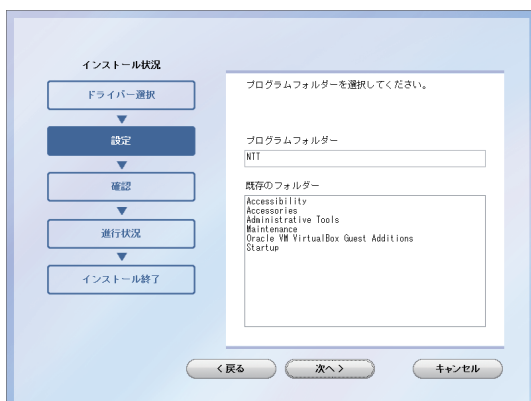 インストール状況
ドライバー選択
設定
確認
進行状況
インストール終了
プログラムフォルダーを選択してください。
プログラムフォルダー
NTT
既存のフォルダー
Accessibility
Accessories
Administrative Tools
Maintenance
Oracle VM VirtualBox Guest Additions
Startup
< 戻る
次へ >
キャンセル